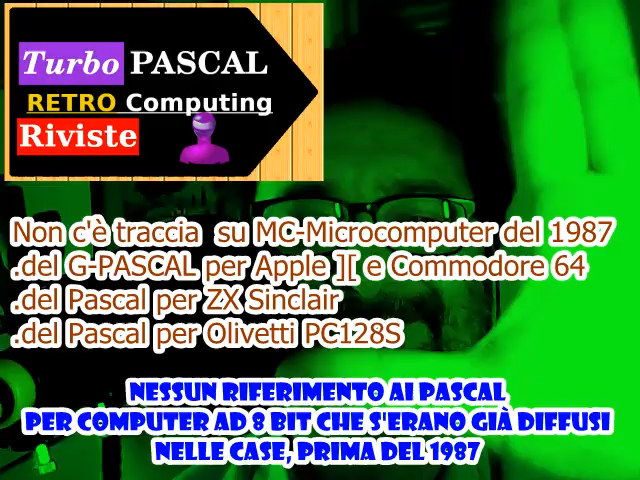 Turbo PASCAL
RETRO Computing
Riviste
Non c'è traccia su MC-Microcomputer del 1987
.del G-PASCAL per Apple ][ e Commodore 64
.del Pascal per ZX Sinclair
.del Pascal per Olivetti PC128S
NESSUN RIFERIMENTO AI PASCAL
PER COMPUTER AD 8 BIT CHE S'ERANO GIÀ DIFFUSI
NELLE CASE, PRIMA DEL 1987